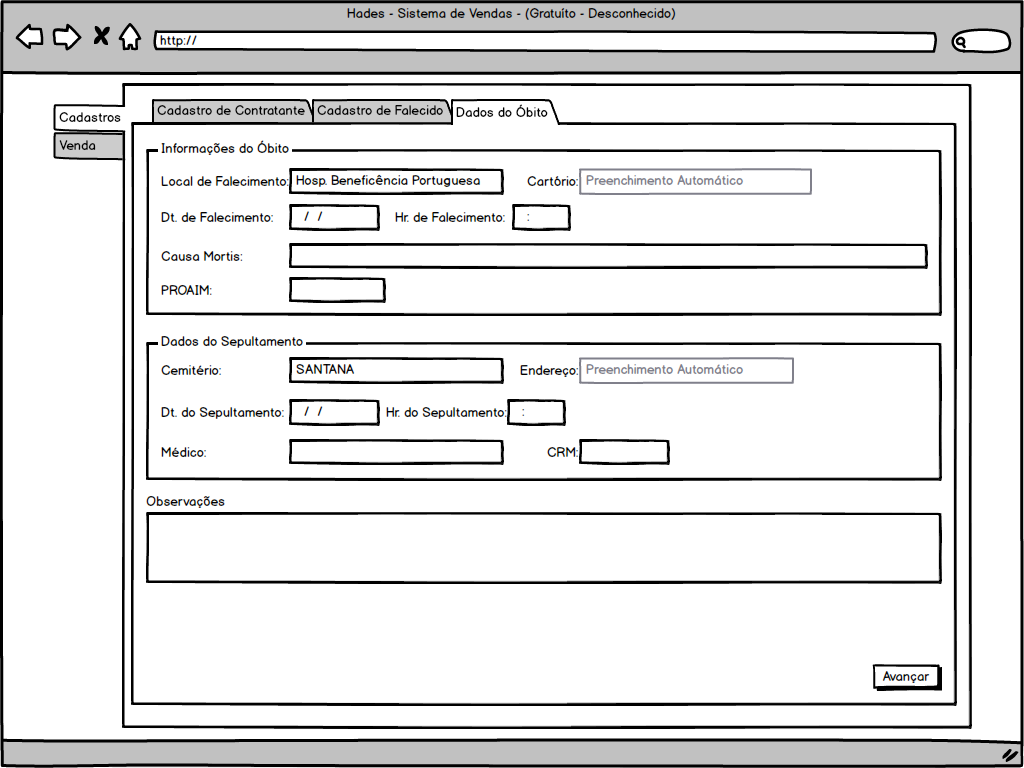 Hades - Sistema de Vendas - (Gratuíto - Desconhecido)
http://
Cadastros
Venda
Cadastro de Contratante Cadastro de Falecido Dados do Óbito
Informações do Óbito
Local de Falecimento: Hosp. Beneficência Portuguesa Cartório: Preenchimento Automático
Dt. de Falecimento: / / Hr. de Falecimento: :
Causa Mortis:
PROAIM:
Dados do Sepultamento
Cemitério: SANTANA Endereço: Preenchimento Automático
Dt. do Sepultamento: / / Hr. do Sepultamento: :
Médico: CRM:
Observações
Avançar